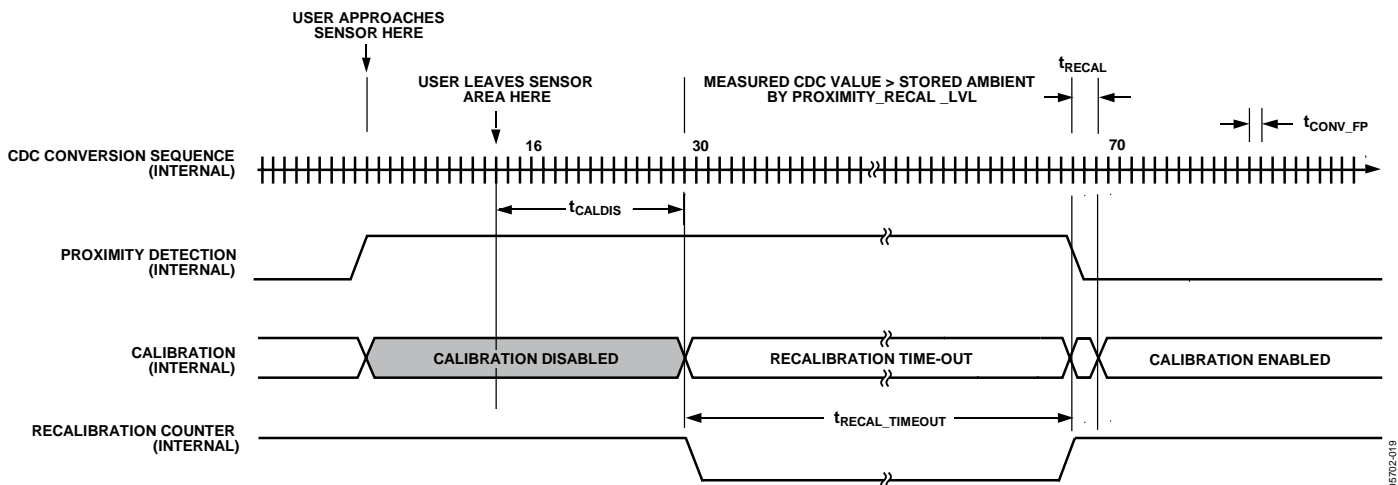 USER APPROACHES
SENSOR HERE
USER LEAVES SENSOR
AREA HERE
MEASURED CDC VALUE > STORED AMBIENT
BY PROXIMITY_RECAL _LVL
tRECAL
tCONV_FP
CDC CONVERSION SEQUENCE
(INTERNAL)
16
30
70
tCALDIS
PROXIMITY DETECTION
(INTERNAL)
CALIBRATION
(INTERNAL)
CALIBRATION DISABLED
RECALIBRATION TIME-OUT
CALIBRATION ENABLED
tRECAL_TIMEOUT
RECALIBRATION COUNTER
(INTERNAL)
05702-019